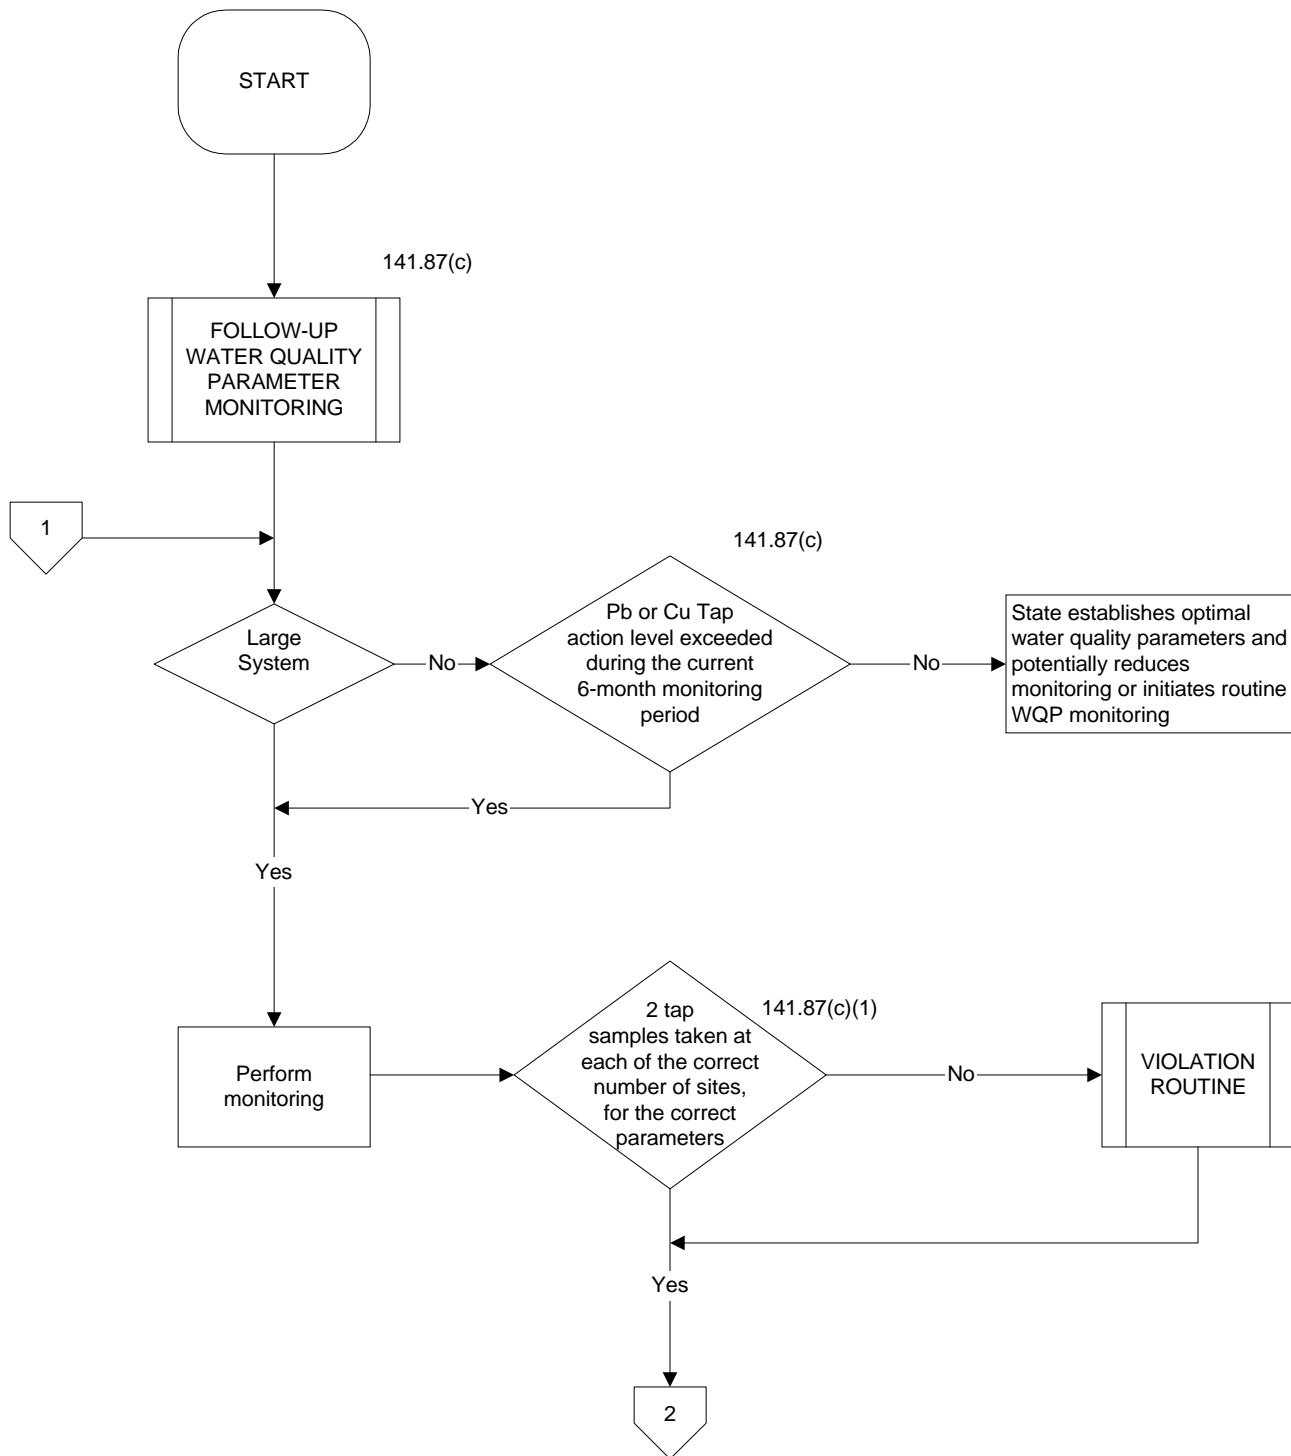 START
141.87(c)
FOLLOW-UP
WATER QUALITY
PARAMETER
MONITORING
1
141.87(c)
Large
System
No
Pb or Cu Tap
action level exceeded
during the current
6-month monitoring
period
No
State establishes optimal
water quality parameters and
potentially reduces
monitoring or initiates routine
WQP monitoring
Yes
Yes
Perform
monitoring
2 tap
samples taken at
each of the correct
number of sites,
for the correct
parameters
141.87(c)(1)
No
VIOLATION
ROUTINE
Yes
2